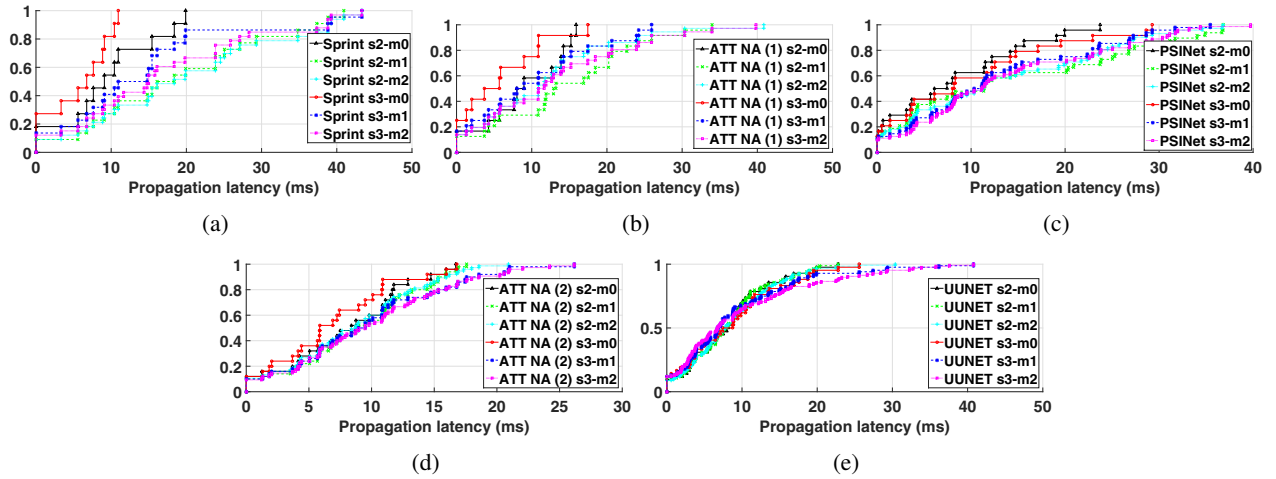 1
0.8
0.6
0.4
0.2
0
0 10 20 30 40 50
Propagation latency (ms)
Sprint s2-m0
Sprint s2-m1
Sprint s2-m2
Sprint s3-m0
Sprint s3-m1
Sprint s3-m2
(a)
1
0.8
0.6
0.4
0.2
0
0 10 20 30 40 50
Propagation latency (ms)
ATT NA (1) s2-m0
ATT NA (1) s2-m1
ATT NA (1) s2-m2
ATT NA (1) s3-m0
ATT NA (1) s3-m1
ATT NA (1) s3-m2
(b)
1
0.8
0.6
0.4
0.2
0
0 10 20 30 40
Propagation latency (ms)
PSINet s2-m0
PSINet s2-m1
PSINet s2-m2
PSINet s3-m0
PSINet s3-m1
PSINet s3-m2
(c)
1
0.8
0.6
0.4
0.2
0
0 5 10 15 20 25 30
Propagation latency (ms)
ATT NA (2) s2-m0
ATT NA (2) s2-m1
ATT NA (2) s2-m2
ATT NA (2) s3-m0
ATT NA (2) s3-m1
ATT NA (2) s3-m2
(d)
1
0.5
0
0 10 20 30 40 50
Propagation latency (ms)
UUNET s2-m0
UUNET s2-m1
UUNET s2-m2
UUNET s3-m0
UUNET s3-m1
UUNET s3-m2
(e)